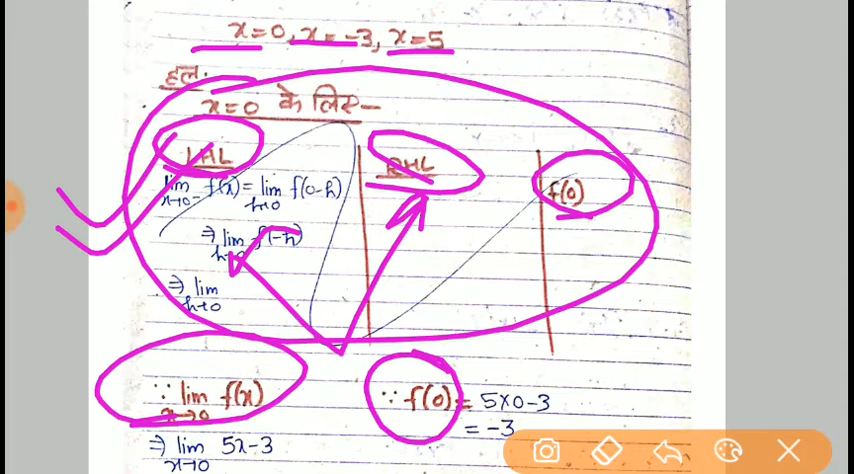 x=0, x=-3, x=5
हल:
x=0 के लिए-
LHL
lim x→0- f(x) = lim h→0 f(0-h)
⇒ lim h→0 f(-h)
⇒ lim h→0
RHL
f(0)
∵ lim x→0 f(x)
⇒ lim x→0 5x-3
∵ f(0) = 5×0-3
= -3